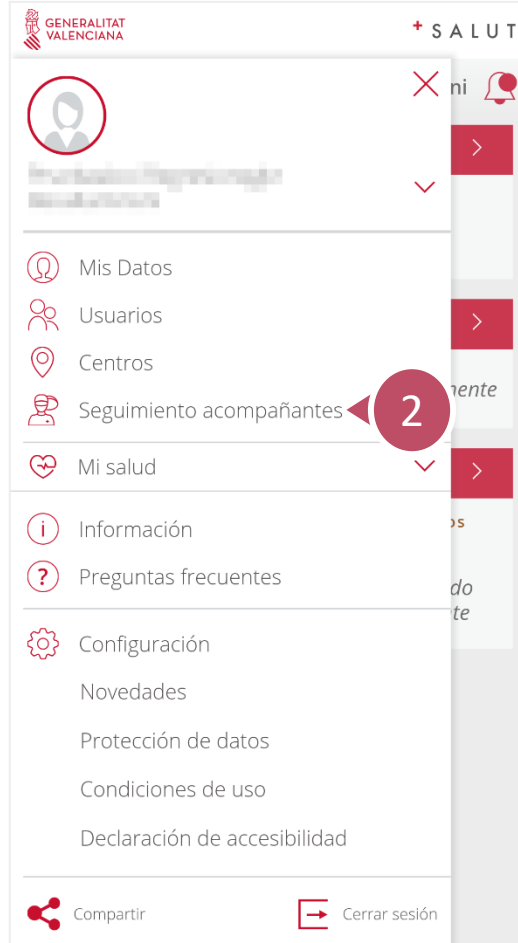 GENERALITAT
VALENCIANA
+ SALUT
ni
Mis Datos
Usuarios
Centros
nente
Seguimiento acompañantes
2
Mi salud
os
Información
Preguntas frecuentes
do
te
Configuración
Novedades
Protección de datos
Condiciones de uso
Declaración de accesibilidad
Compartir
Cerrar sesión